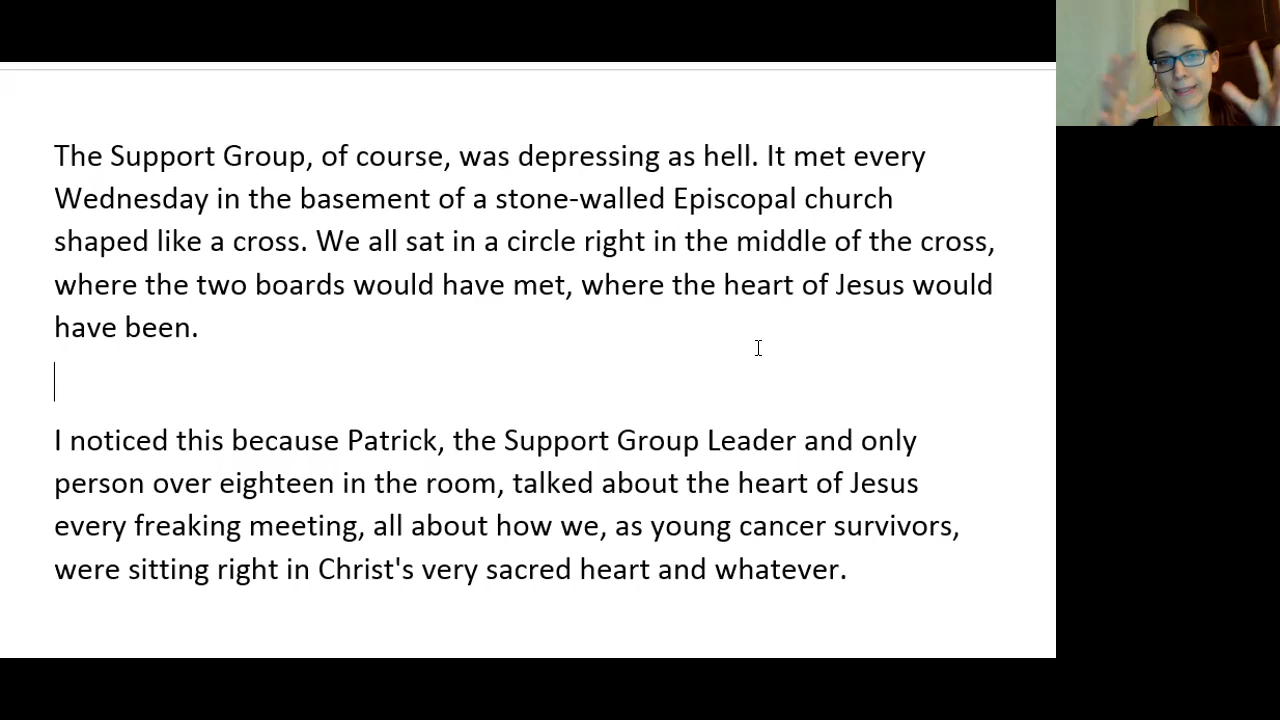 The Support Group, of course, was depressing as hell. It met every
Wednesday in the basement of a stone-walled Episcopal church
shaped like a cross. We all sat in a circle right in the middle of the cross,
where the two boards would have met, where the heart of Jesus would
have been.
I noticed this because Patrick, the Support Group Leader and only
person over eighteen in the room, talked about the heart of Jesus
every freaking meeting, all about how we, as young cancer survivors,
were sitting right in Christ's very sacred heart and whatever.